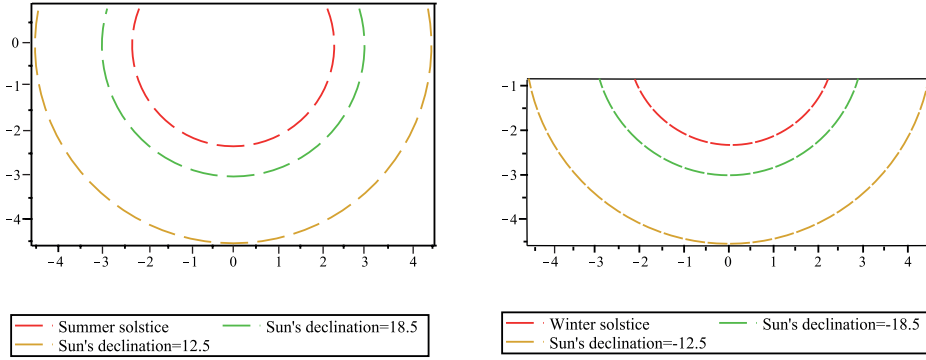 0
-1
-2
-3
-4
-4 -3 -2 -1 0 1 2 3 4
Summer solstice Sun's declination=18.5
Sun's declination=12.5
-1
-2
-3
-4
-4 -3 -2 -1 0 1 2 3 4
Winter solstice Sun's declination=-18.5
Sun's declination=-12.5